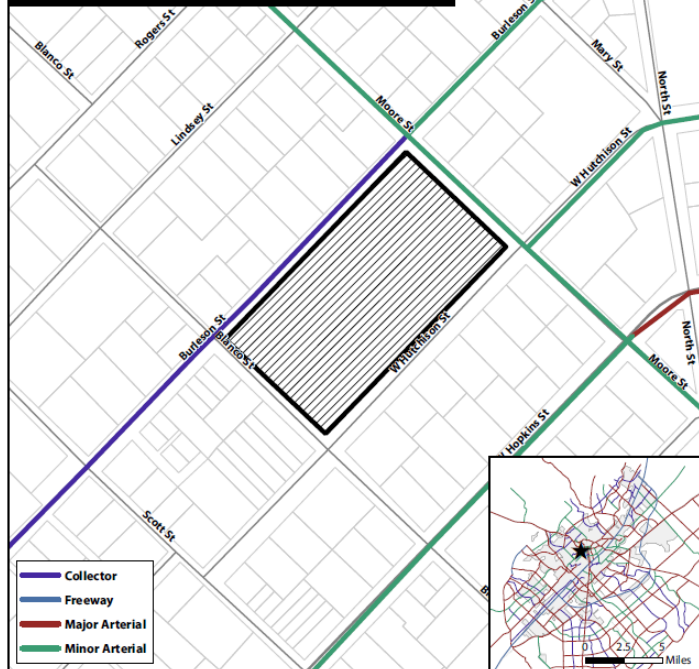 Blanco St
Rogers St
Burleson St
Mary St
North St
Lindsey St
Moore St
W Hutchison St
Burleson St
Blanco St
W Hutchison St
North St
Moore St
Hopkins St
Scott St
Collector
Freeway
Major Arterial
Minor Arterial
0 2.5 5
Miles